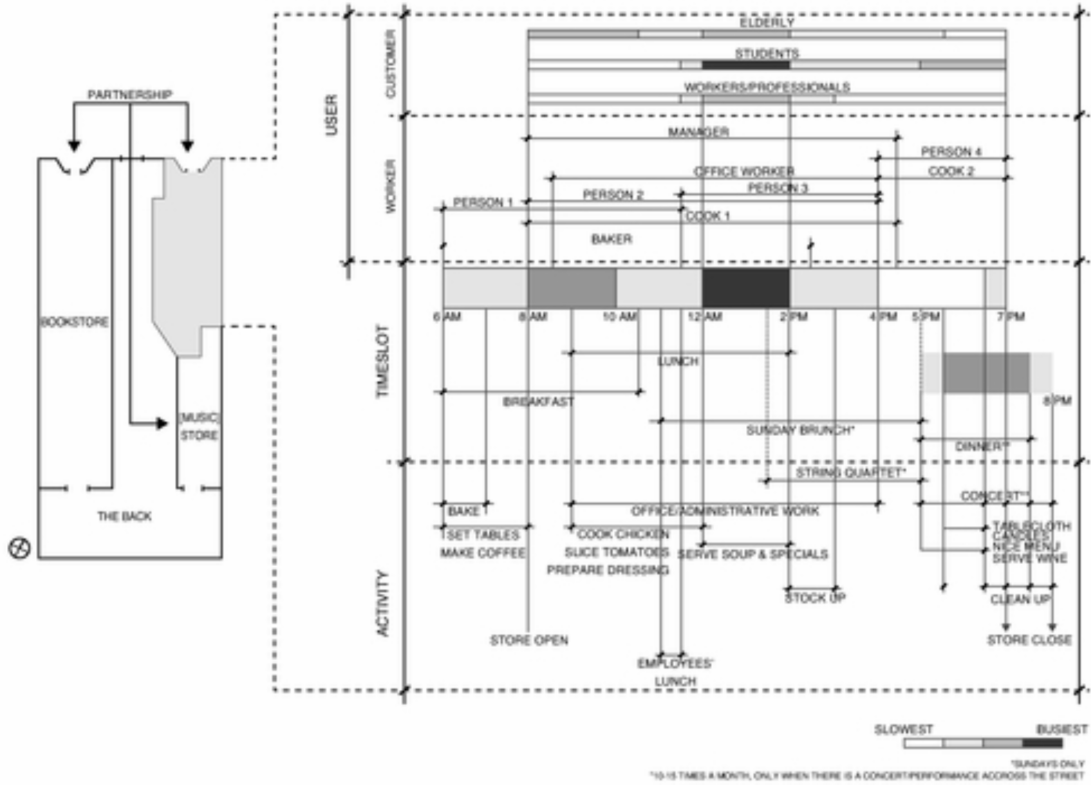 PARTNERSHIP
BOOKSTORE
[MUSIC]
STORE
THE BACK
USER
CUSTOMER
ELDERLY
STUDENTS
WORKERS/PROFESSIONALS
WORKER
MANAGER
PERSON 4
OFFICE WORKER
COOK 2
PERSON 3
PERSON 2
PERSON 1
COOK 1
BAKER
TIMESLOT
6 AM
8 AM
10 AM
12 AM
2 PM
4 PM
5 PM
7 PM
LUNCH
BREAKFAST
8 PM
SUNDAY BRUNCH*
DINNER**
ACTIVITY
STRING QUARTET*
CONCERT**
BAKE
OFFICE/ADMINISTRATIVE WORK
SET TABLES
MAKE COFFEE
COOK CHICKEN
SLICE TOMATOES
PREPARE DRESSING
SERVE SOUP & SPECIALS
TABLECLOTH
CANDLES
NICE MENU
SERVE WINE
STOCK UP
CLEAN UP
STORE OPEN
STORE CLOSE
EMPLOYEES'
LUNCH
SLOWEST
BUSIEST
*SUNDAYS ONLY
**10-15 TIMES A MONTH, ONLY WHEN THERE IS A CONCERT/PERFORMANCE ACCROSS THE STREET